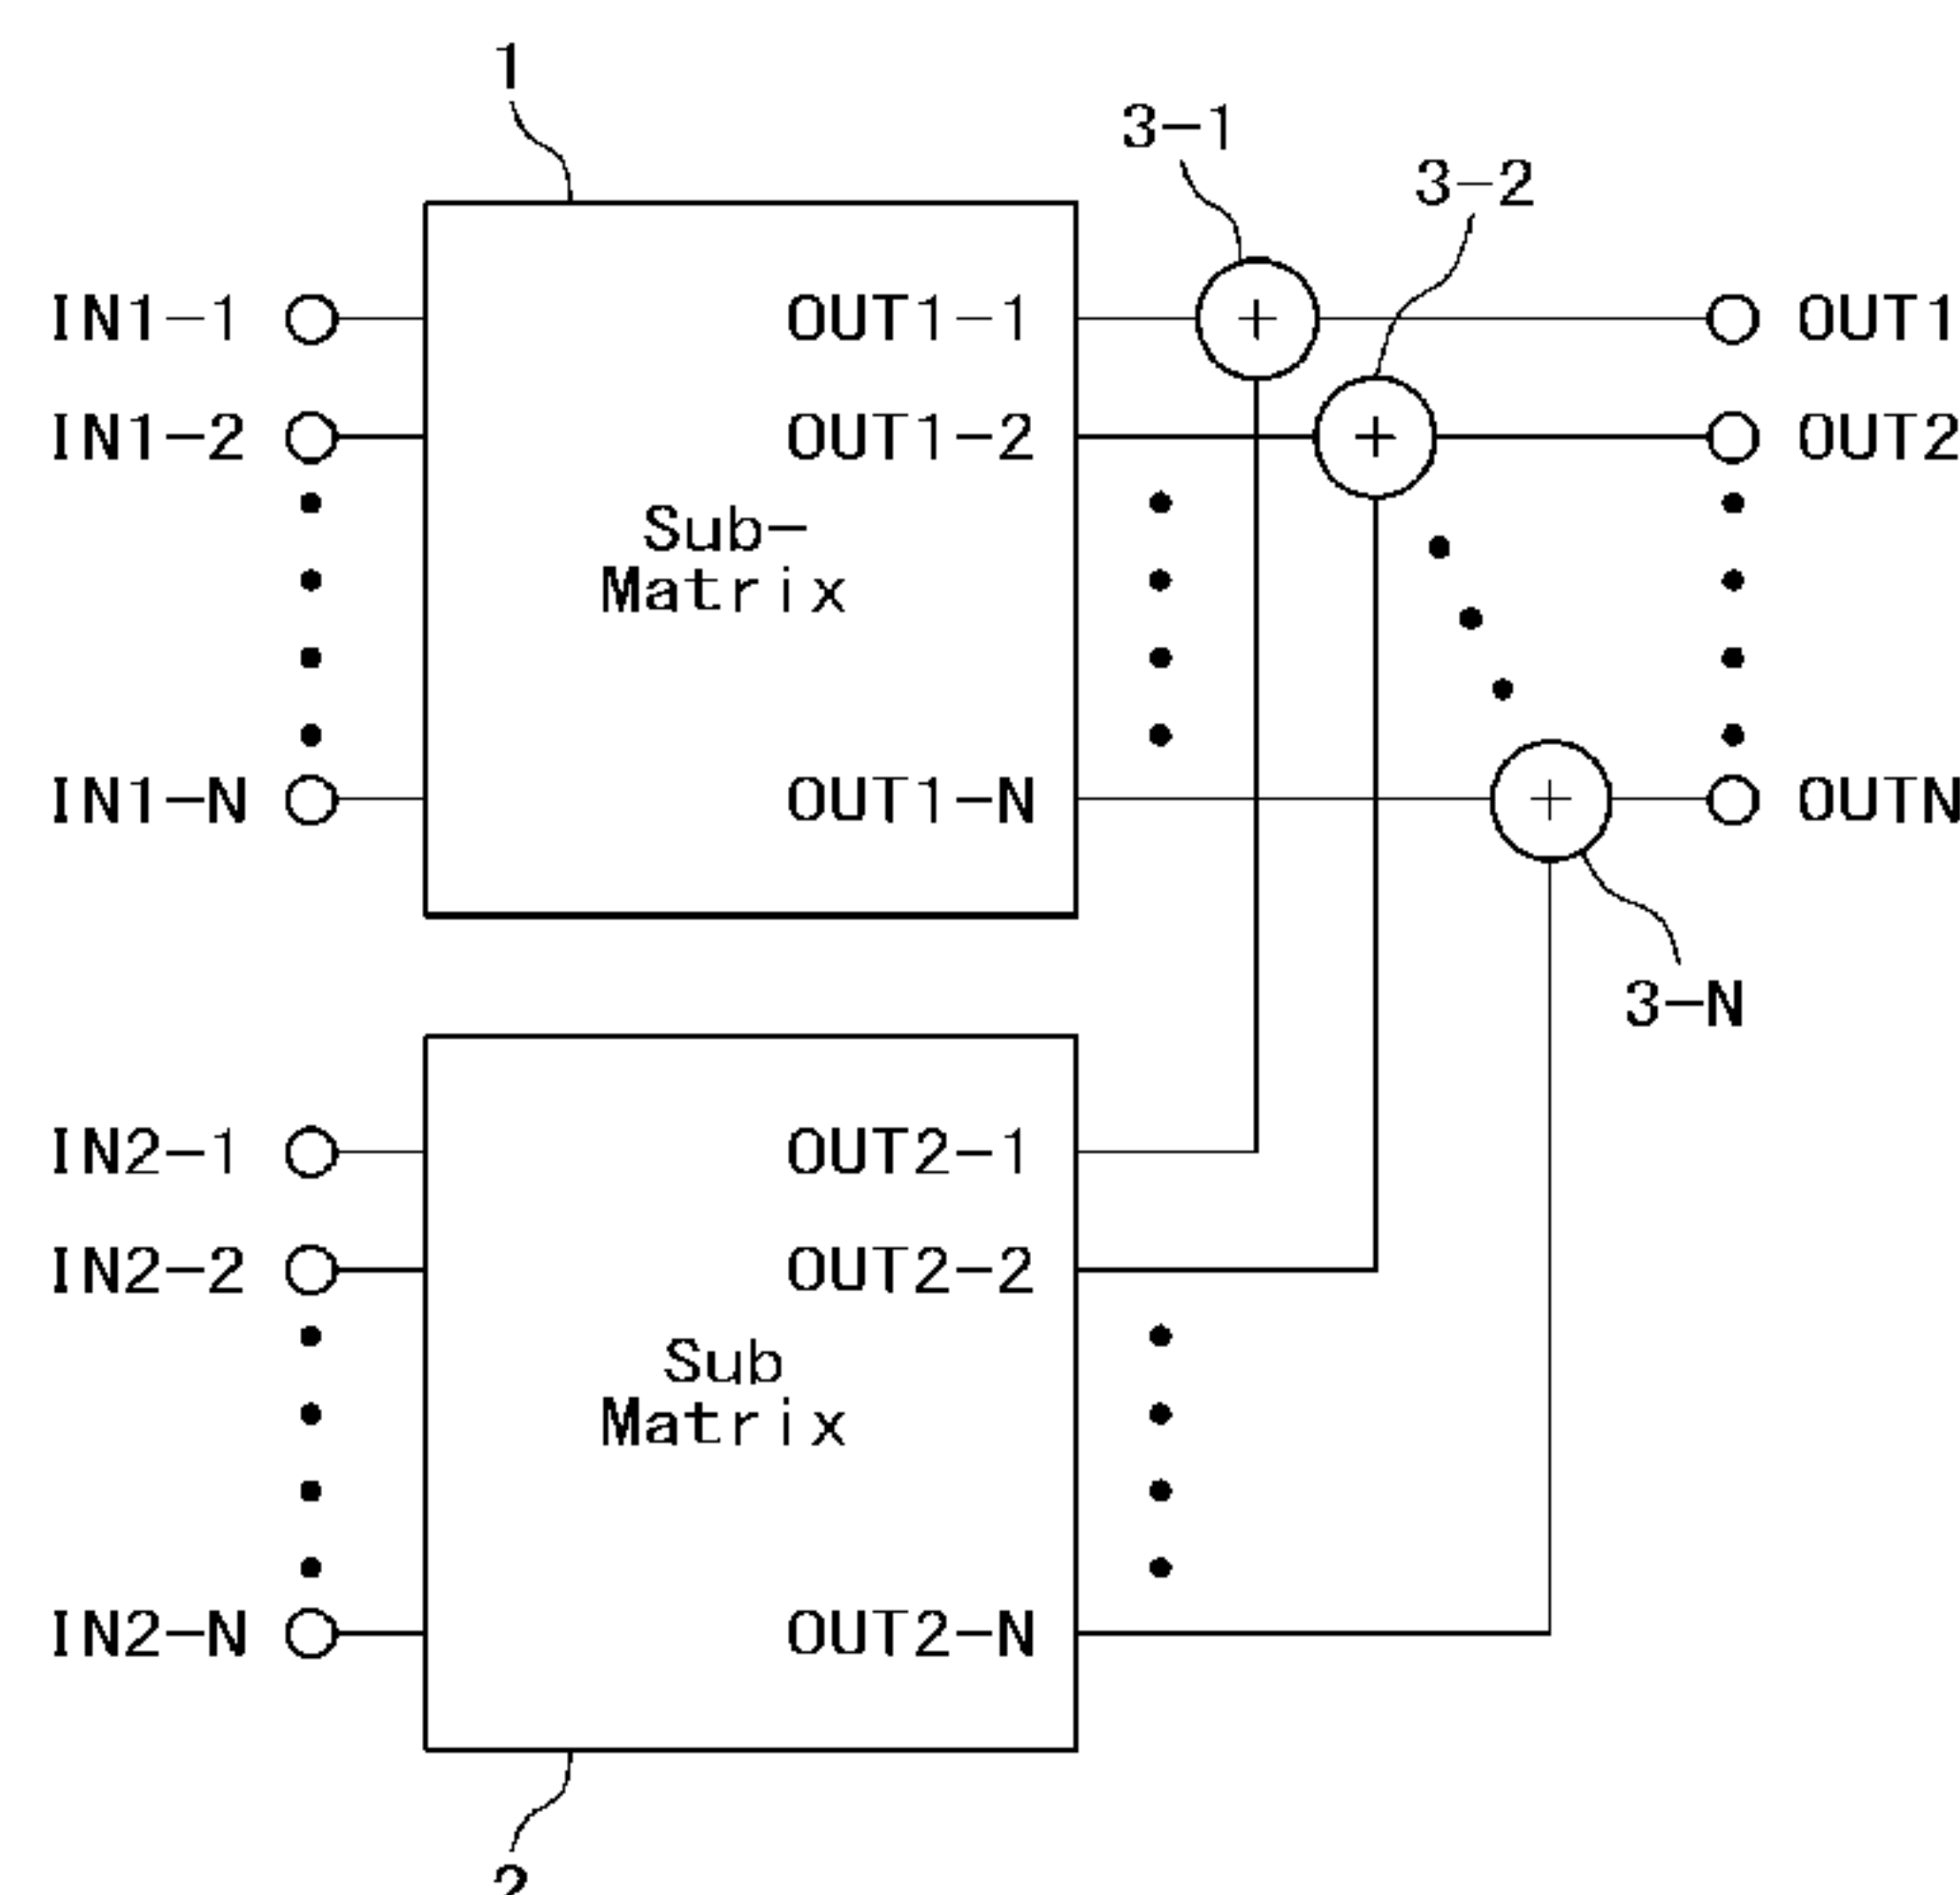 1
3-1
3-2
IN1-1 OUT1-1 OUT1
IN1-2 OUT1-2 OUT2
Sub-
Matrix
IN1-N OUT1-N OUTN
3-N
IN2-1 OUT2-1
IN2-2 OUT2-2
Sub
Matrix
IN2-N OUT2-N
2